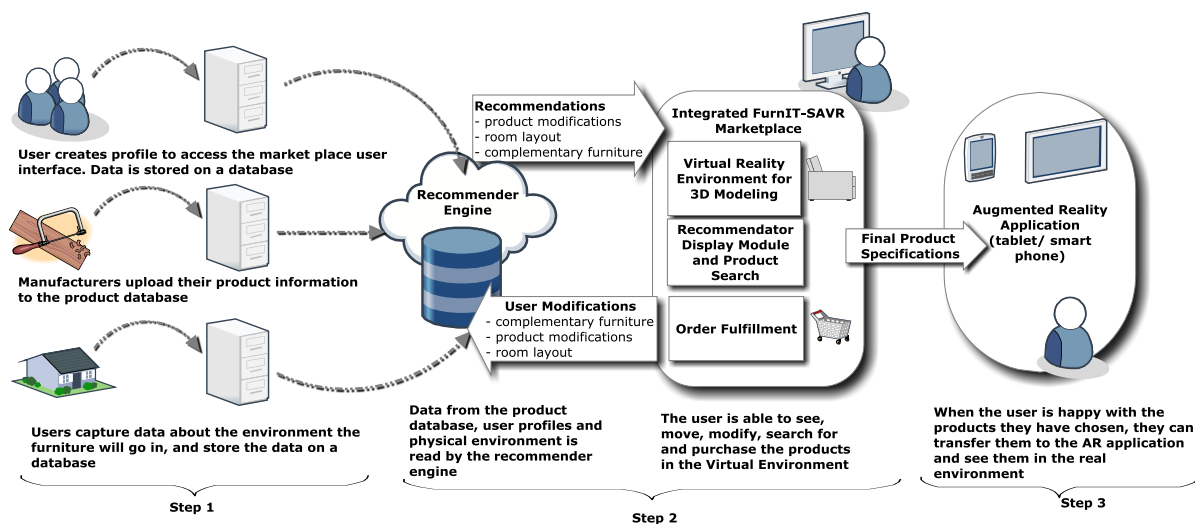 User creates profile to access the market place user
interface. Data is stored on a database
Manufacturers upload their product information
to the product database
Users capture data about the environment the
furniture will go in, and store the data on a
database
Step 1
Recommendations
- product modifications
- room layout
- complementary furniture
Recommender
Engine
User Modifications
- complementary furniture
- product modifications
- room layout
Data from the product
database, user profiles and
physical environment is
read by the recommender
engine
Integrated FurnIT-SAVR
Marketplace
Virtual Reality
Environment for
3D Modeling
Recommendator
Display Module
and Product
Search
Order Fulfillment
The user is able to see,
move, modify, search for
and purchase the products
in the Virtual Environment
Step 2
Final Product
Specifications
Augmented Reality
Application
(tablet/ smart
phone)
When the user is happy with the
products they have chosen, they can
transfer them to the AR application
and see them in the real
environment
Step 3